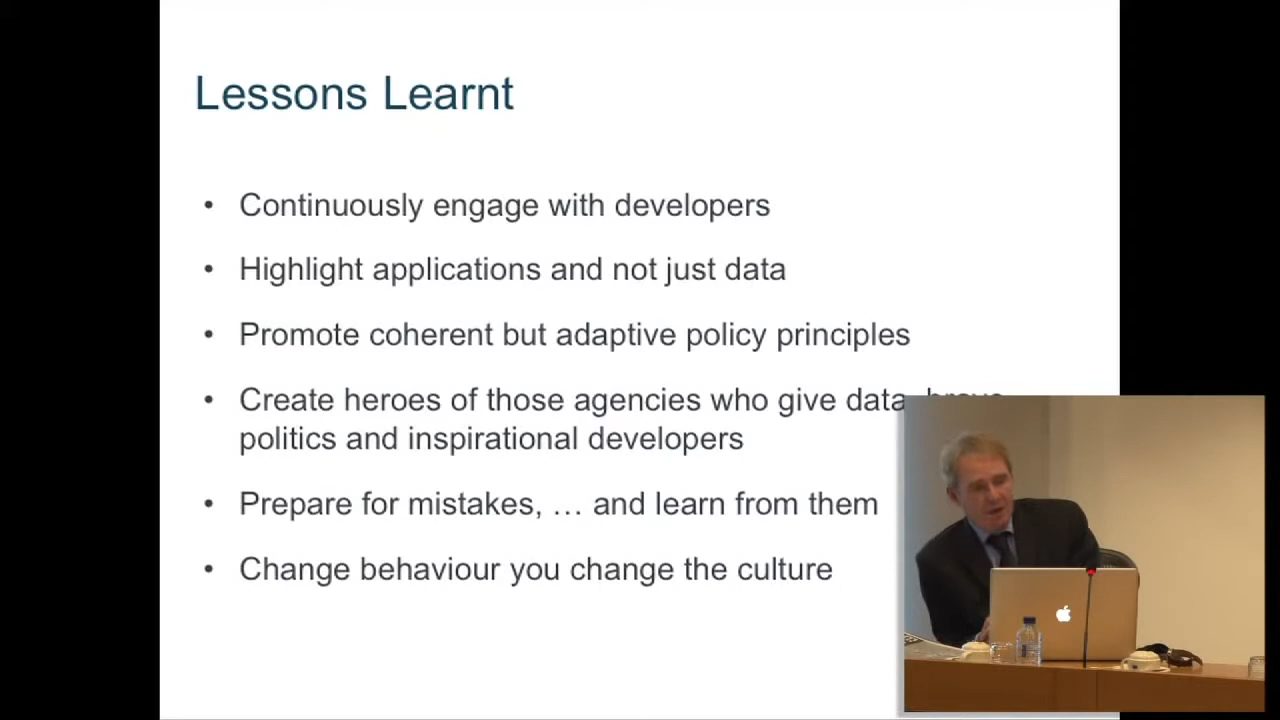 Lessons Learnt
• Continuously engage with developers
• Highlight applications and not just data
• Promote coherent but adaptive policy principles
• Create heroes of those agencies who give data, brave
politics and inspirational developers
• Prepare for mistakes, … and learn from them
• Change behaviour you change the culture